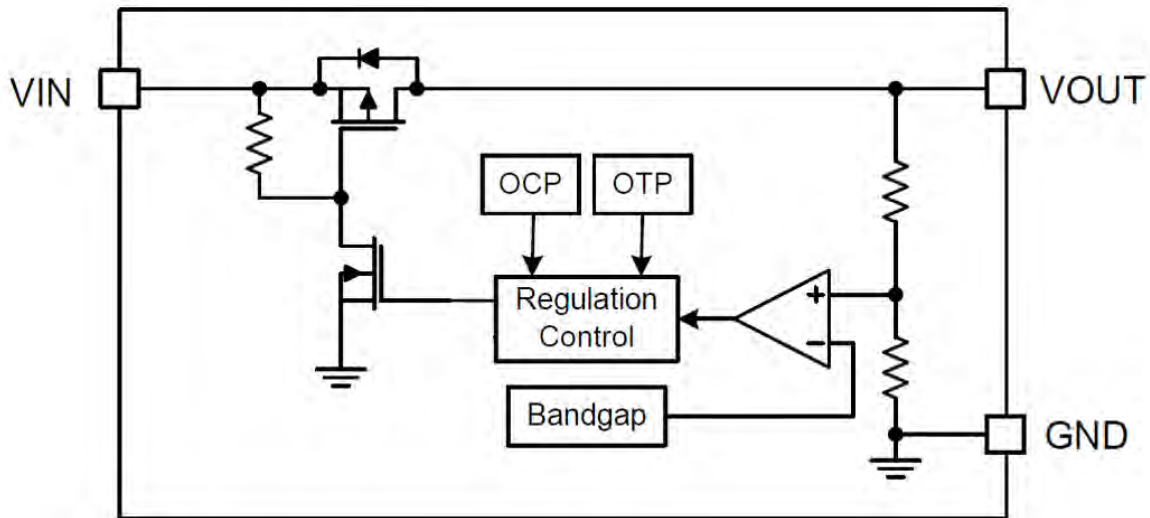 VIN
VOUT
OCP
OTP
Regulation
Control
+
−
Bandgap
GND